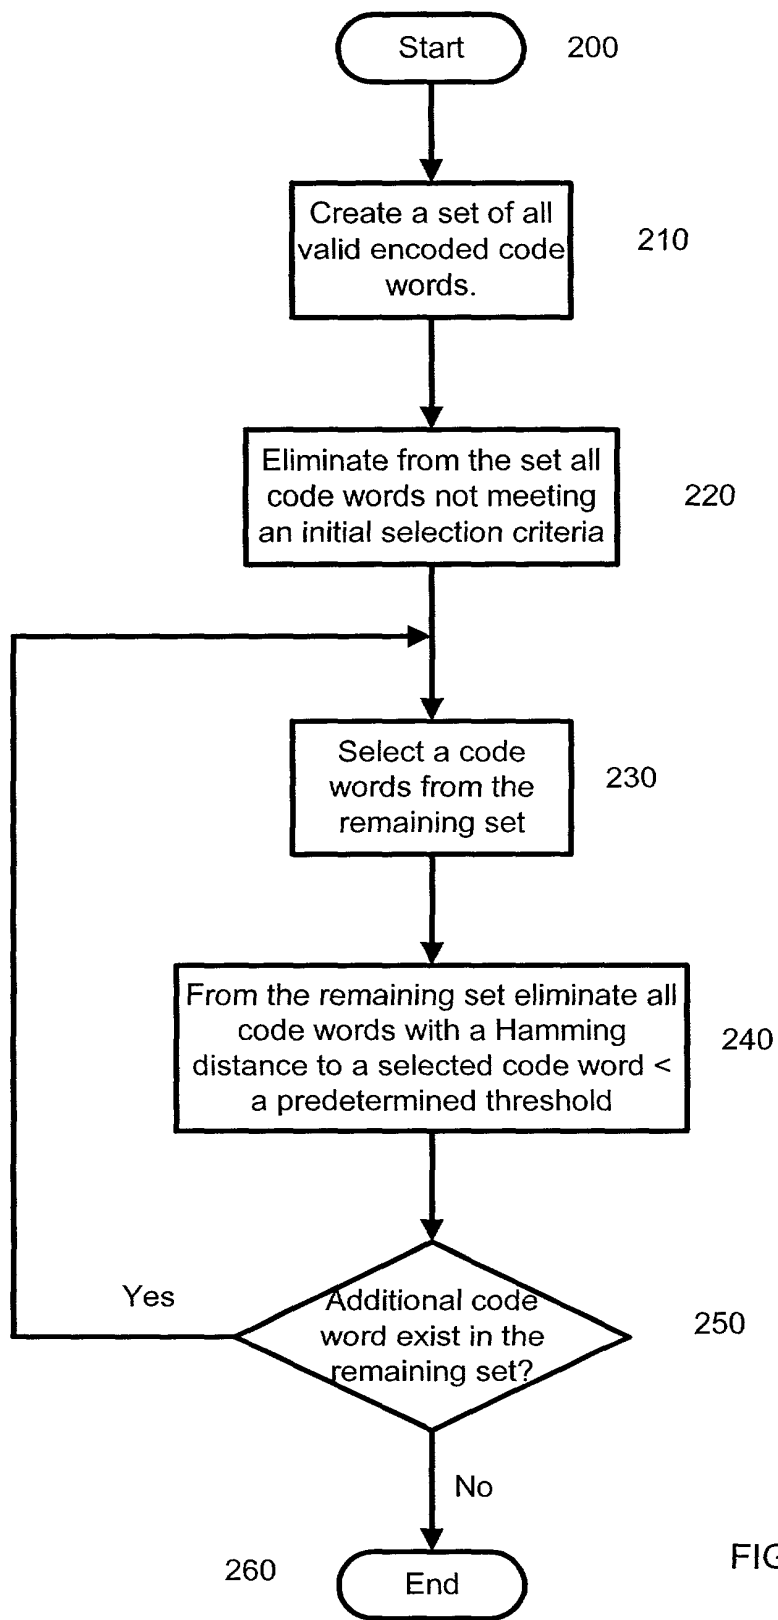 Start
200
Create a set of all
valid encoded code
words.
210
Eliminate from the set all
code words not meeting
an initial selection criteria
220
Select a code
words from the
remaining set
230
From the remaining set eliminate all
code words with a Hamming
distance to a selected code word <
a predetermined threshold
240
Yes
Additional code
word exist in the
remaining set?
250
No
260
End
FIG